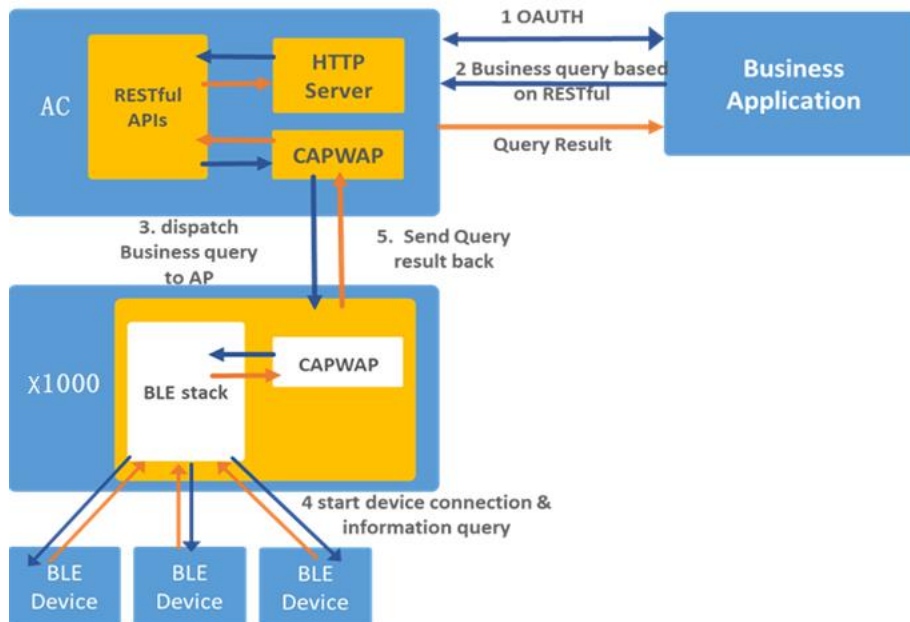 1 OAUTH
2 Business query based
on RESTful
Query Result
Business
Application
AC
RESTful
APIs
HTTP
Server
CAPWAP
3. dispatch
Business query
to AP
5. Send Query
result back
X1000
BLE stack
CAPWAP
4 start device connection &
information query
BLE
Device
BLE
Device
BLE
Device